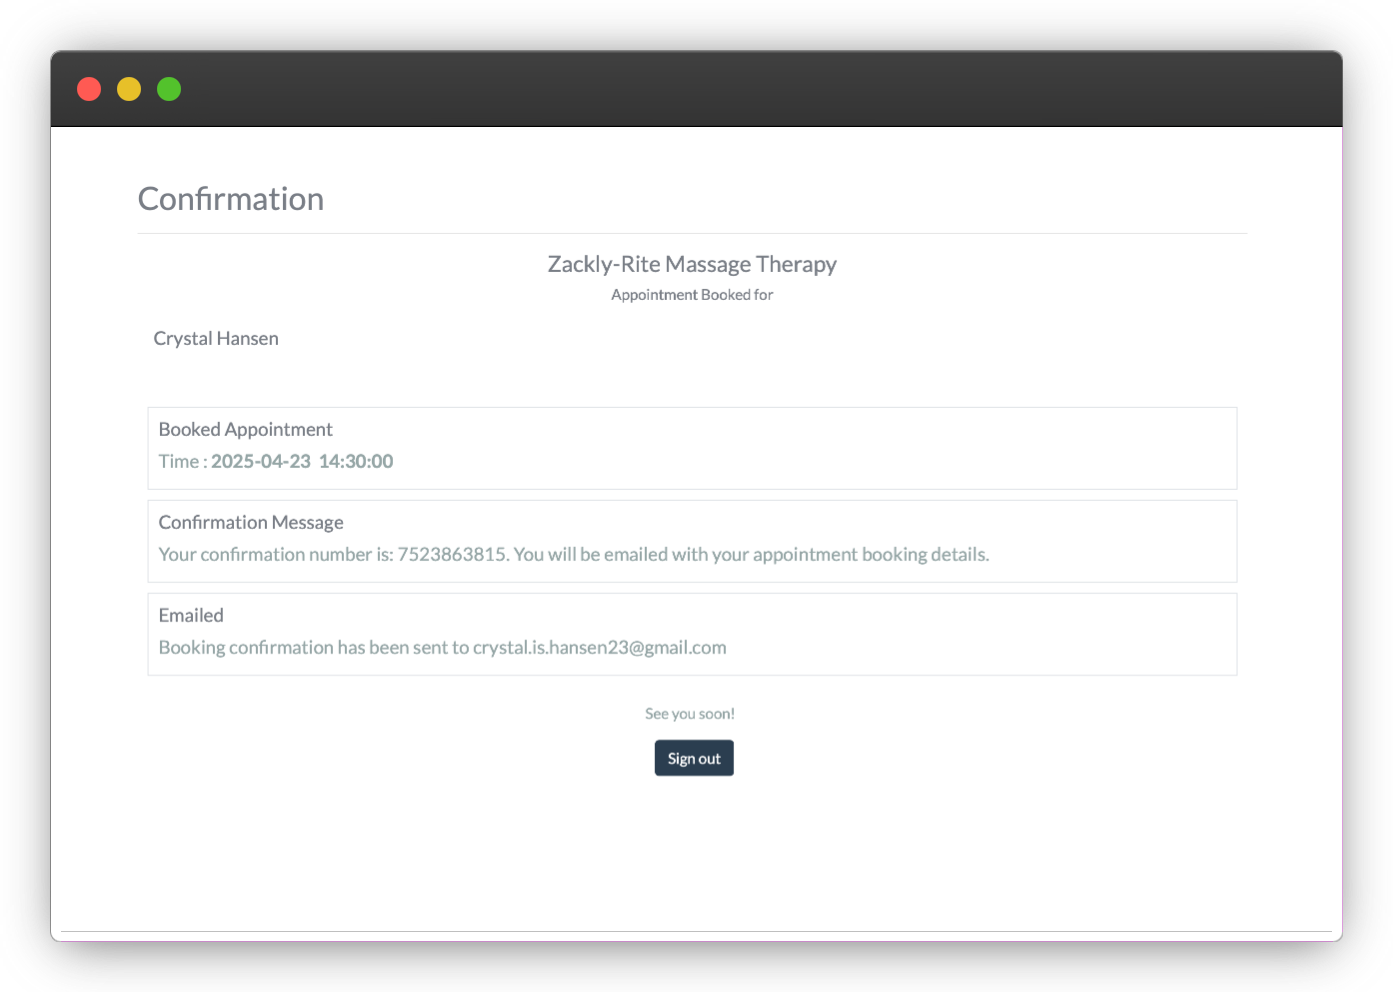 Confirmation
Zackly-Rite Massage Therapy
Appointment Booked for
Crystal Hansen
Booked Appointment
Time : 2025-04-23 14:30:00
Confirmation Message
Your confirmation number is: 7523863815. You will be emailed with your appointment booking details.
Emailed
Booking confirmation has been sent to crystal.is.hansen23@gmail.com
See you soon!
Sign out